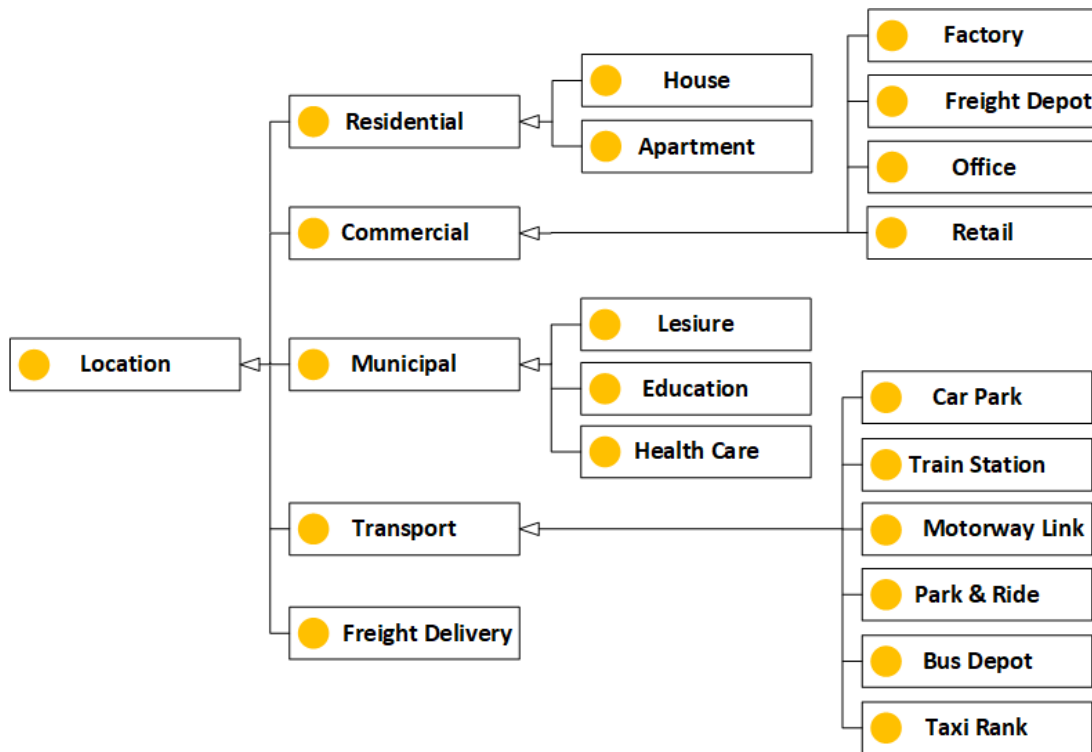 Location
Residential
House
Apartment
Commercial
Factory
Freight Depot
Office
Retail
Municipal
Lesiure
Education
Health Care
Transport
Car Park
Train Station
Motorway Link
Park & Ride
Bus Depot
Taxi Rank
Freight Delivery